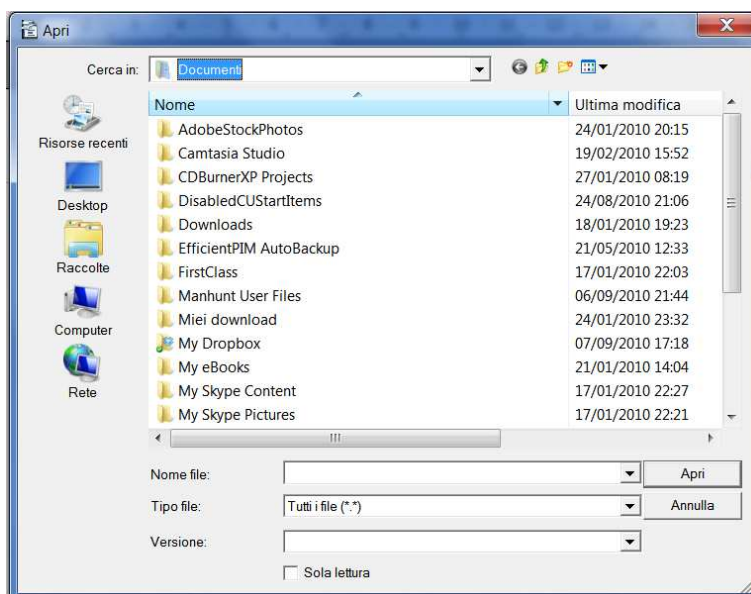 Apri
Cerca in: Documenti
Nome Ultima modifica
Risorse recenti
Desktop
Raccolte
Computer
Rete
AdobeStockPhotos 24/01/2010 20:15
Camtasia Studio 19/02/2010 15:52
CDBurnerXP Projects 27/01/2010 08:19
DisabledCUStartItems 24/08/2010 21:06
Downloads 18/01/2010 19:23
EfficientPIM AutoBackup 21/05/2010 12:33
FirstClass 17/01/2010 22:03
Manhunt User Files 06/09/2010 21:44
Miei download 24/01/2010 23:32
My Dropbox 07/09/2010 17:18
My eBooks 21/01/2010 14:04
My Skype Content 17/01/2010 22:27
My Skype Pictures 17/01/2010 22:21
Nome file: Apri
Tipo file: Tutti i file (*.*) Annulla
Versione:
Sola lettura